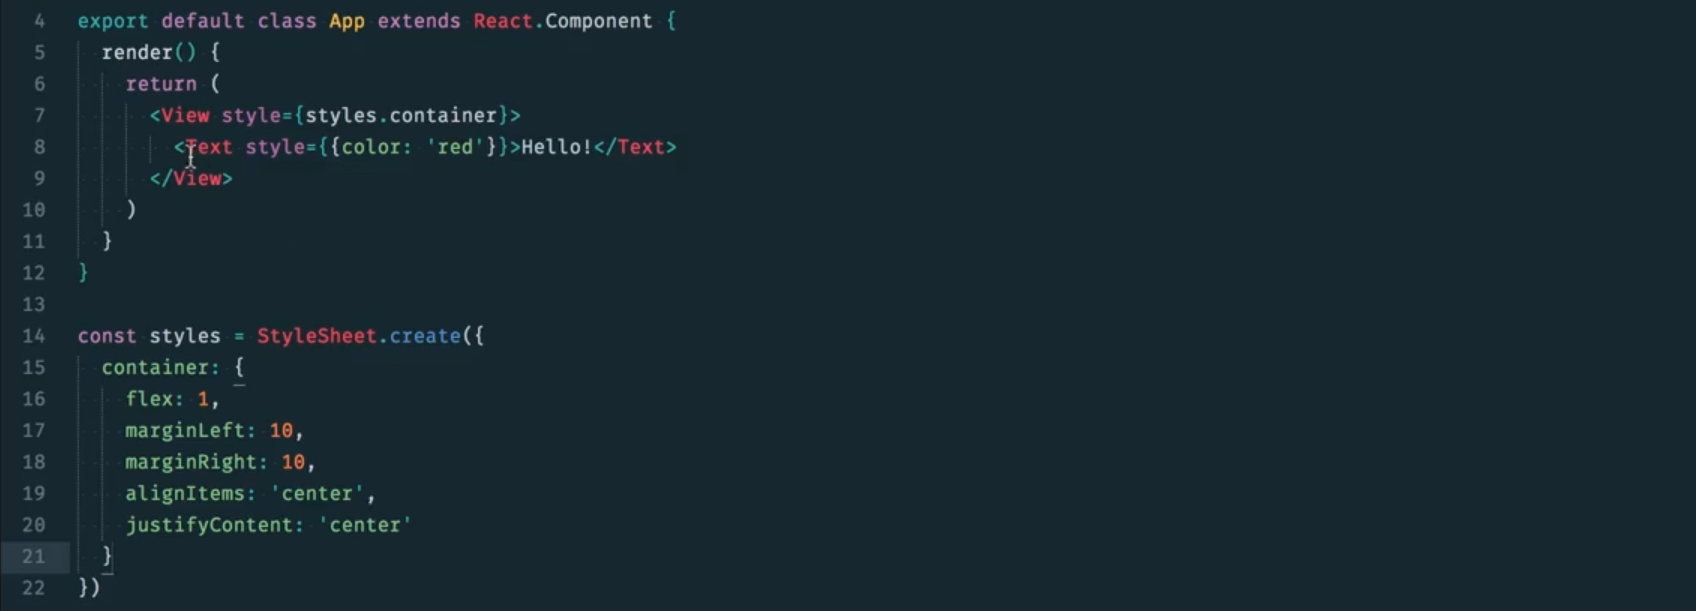 4 export default class App extends React.Component {
5 render() {
6 return (
7 <View style={styles.container}>
8 <Text style={{color: 'red'}}>Hello!</Text>
9 </View>
10 )
11 }
12 }
13
14 const styles = StyleSheet.create({
15 container: {
16 flex: 1,
17 marginLeft: 10,
18 marginRight: 10,
19 alignItems: 'center',
20 justifyContent: 'center'
21 }
22 })